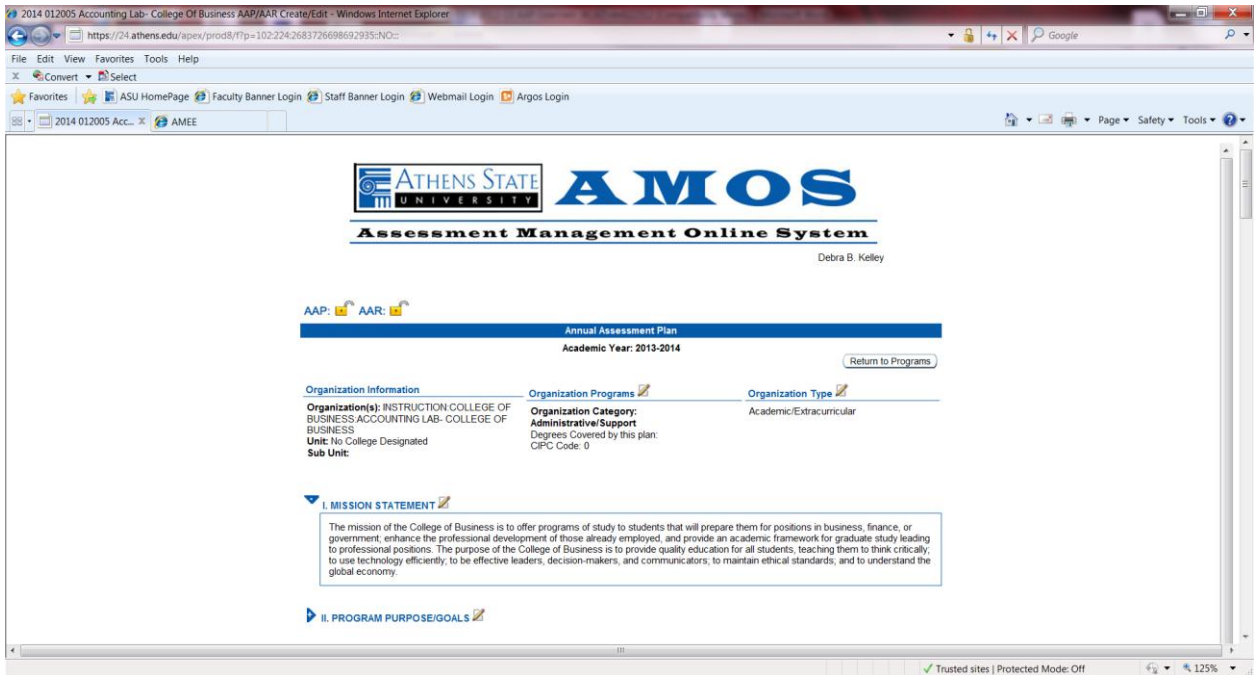 2014 012005 Accounting Lab- College Of Business AAP/AAR Create/Edit - Windows Internet Explorer
https://24.athens.edu/apex/prod8/f?p=102:224:2683726698692935::NO:::
Google
File Edit View Favorites Tools Help
x Convert Select
Favorites ASU HomePage Faculty Banner Login Staff Banner Login Webmail Login Argos Login
2014 012005 Acc... x AMEE Page Safety Tools
ATHENS STATE
UNIVERSITY
AMOS
Assessment Management Online System
Debra B. Kelley
AAP: AAR:
Annual Assessment Plan
Academic Year: 2013-2014
Return to Programs
Organization Information
Organization(s): INSTRUCTION:COLLEGE OF
BUSINESS:ACCOUNTING LAB- COLLEGE OF
BUSINESS
Unit: No College Designated
Sub Unit:
Organization Programs
Organization Category:
Administrative/Support
Degrees Covered by this plan:
CIPC Code: 0
Organization Type
Academic/Extracurricular
I. MISSION STATEMENT
The mission of the College of Business is to offer programs of study to students that will prepare them for positions in business, finance, or
government; enhance the professional development of those already employed, and provide an academic framework for graduate study leading
to professional positions. The purpose of the College of Business is to provide quality education for all students, teaching them to think critically;
to use technology efficiently; to be effective leaders, decision-makers, and communicators; to maintain ethical standards; and to understand the
global economy.
II. PROGRAM PURPOSE/GOALS
Trusted sites | Protected Mode: Off 125%